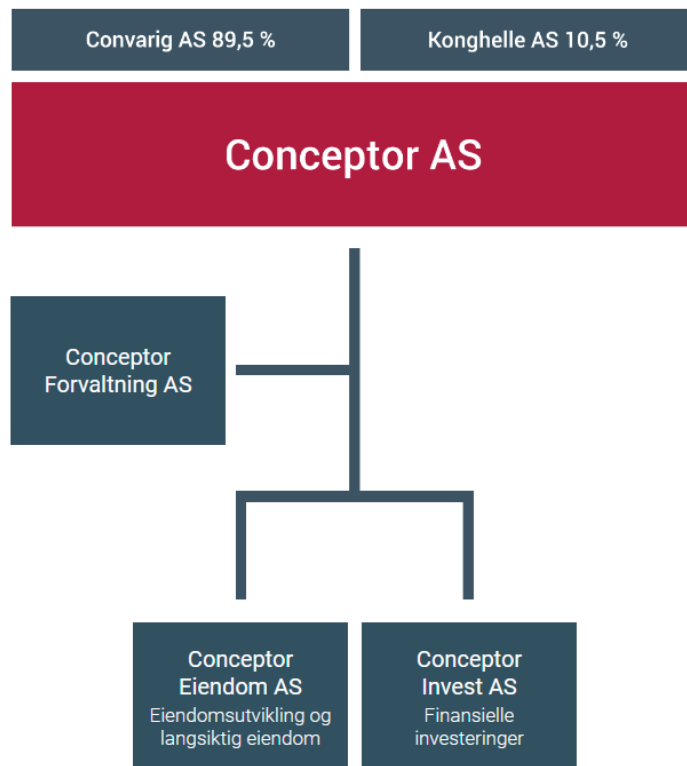 Convarig AS 89,5 %
Konghelle AS 10,5 %
Conceptor AS
Conceptor
Forvaltning AS
Conceptor
Eiendom AS
Eiendomsutvikling og
langsiktig eiendom
Conceptor
Invest AS
Finansielle
investeringer